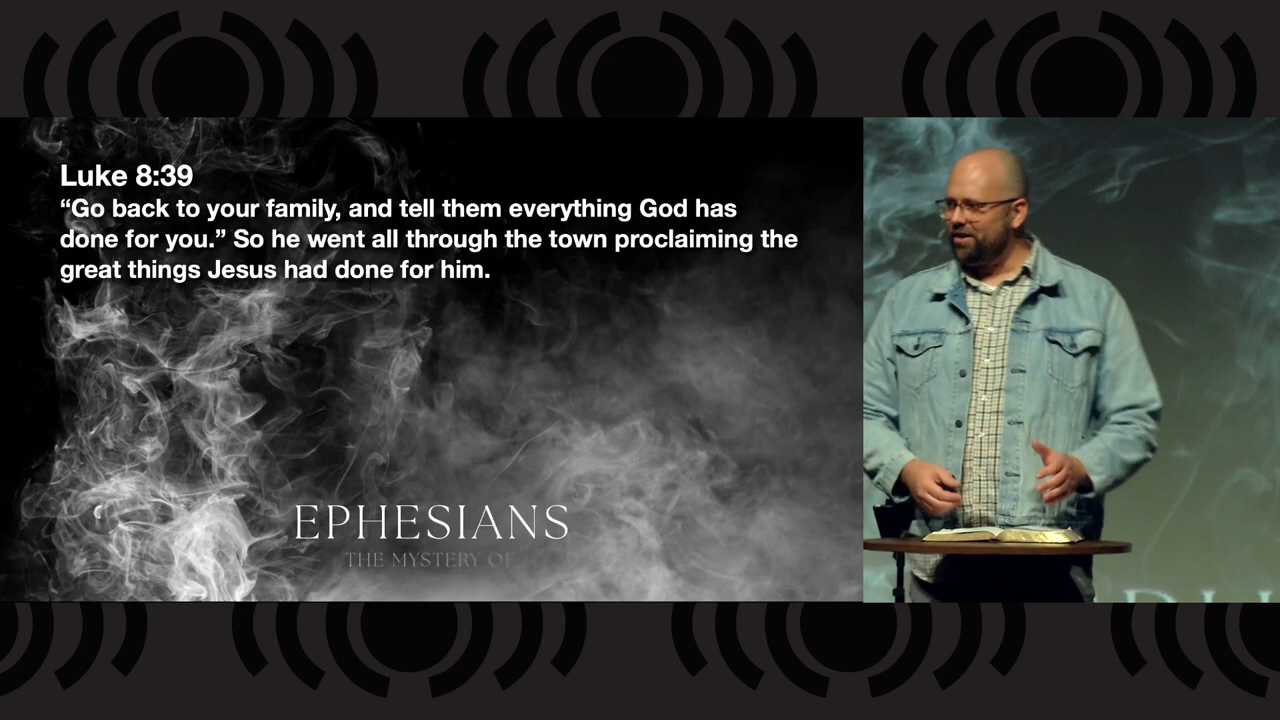 Luke 8:39
“Go back to your family, and tell them everything God has
done for you.” So he went all through the town proclaiming the
great things Jesus had done for him.
EPHESIANS
THE MYSTERY OF